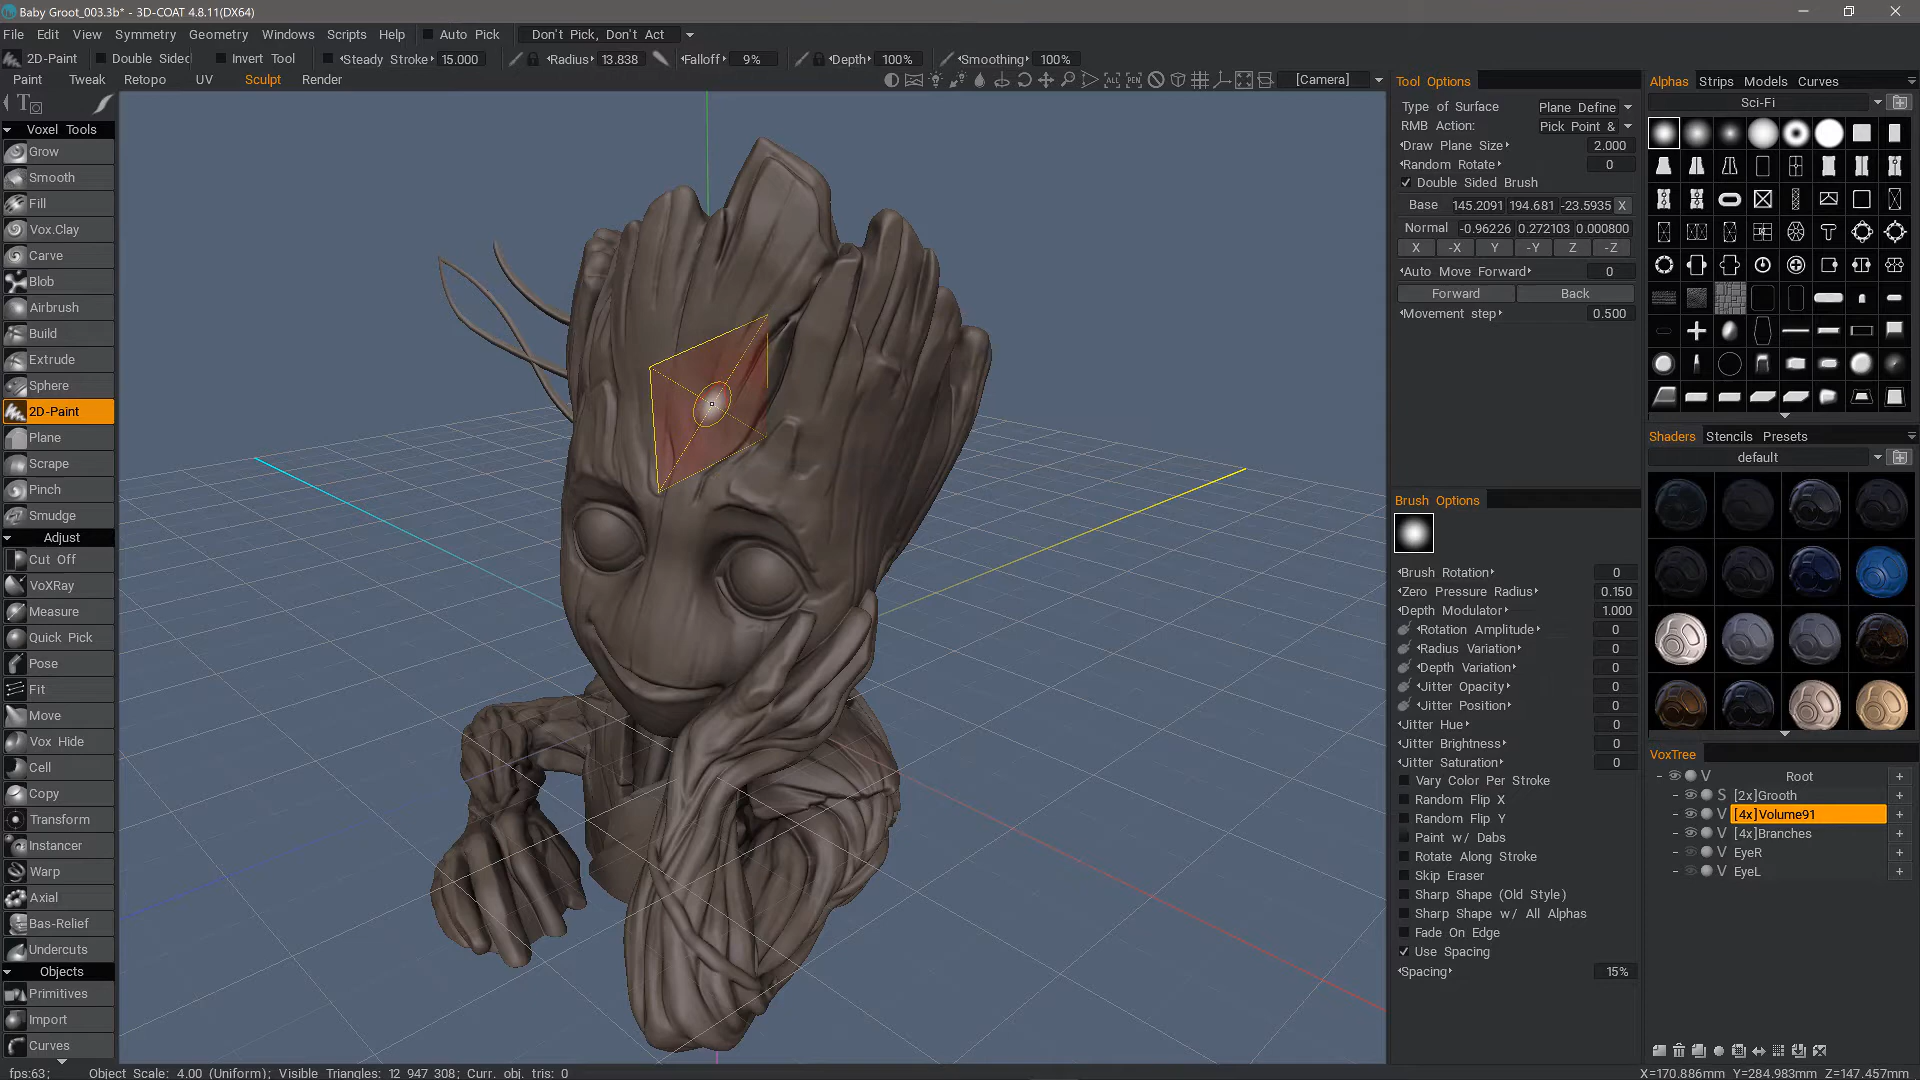 Baby Groot_003.3b* - 3D-COAT 4.8.11(DX64)
File Edit View Symmetry Geometry Windows Scripts Help Auto Pick Don't Pick, Don't Act
2D-Paint Double Sided Invert Tool Steady Stroke 15.000 Radius 13.838 Falloff 9% Depth 100% Smoothing 100%
Paint Tweak Retopo UV Sculpt Render [Camera]
Voxel Tools
Grow
Smooth
Fill
Vox.Clay
Carve
Blob
Airbrush
Build
Extrude
Sphere
2D-Paint
Plane
Scrape
Pinch
Smudge
Adjust
Cut Off
VoXRay
Measure
Quick Pick
Pose
Fit
Move
Vox Hide
Cell
Copy
Transform
Instancer
Warp
Axial
Bas-Relief
Undercuts
Objects
Primitives
Import
Curves
Tool Options
Type of Surface Plane Define
RMB Action: Pick Point &
Draw Plane Size 2.000
Random Rotate 0
Double Sided Brush
Base 145.2091 194.681 -23.5935 X
Normal -0.96226 0.272103 0.000800
X -X Y -Y Z -Z
Auto Move Forward 0
Forward Back
Movement step 0.500
Brush Options
Brush Rotation 0
Zero Pressure Radius 0.150
Depth Modulator 1.000
Rotation Amplitude 0
Radius Variation 0
Depth Variation 0
Jitter Opacity 0
Jitter Position 0
Jitter Hue 0
Jitter Brightness 0
Jitter Saturation 0
Vary Color Per Stroke
Random Flip X
Random Flip Y
Paint w/ Dabs
Rotate Along Stroke
Skip Eraser
Sharp Shape (Old Style)
Sharp Shape w/ All Alphas
Fade On Edge
Use Spacing
Spacing 15%
Alphas Strips Models Curves
Sci-Fi
Shaders Stencils Presets
default
VoxTree
V Root +
S [2x]Grooth +
V [4x]Volume91 +
V [4x]Branches +
V EyeR +
V EyeL +
fps:63; Object Scale: 4.00 (Uniform); Visible Triangles: 12 947 308; Curr. obj. tris: 0
X=170.886mm Y=284.983mm Z=147.457mm